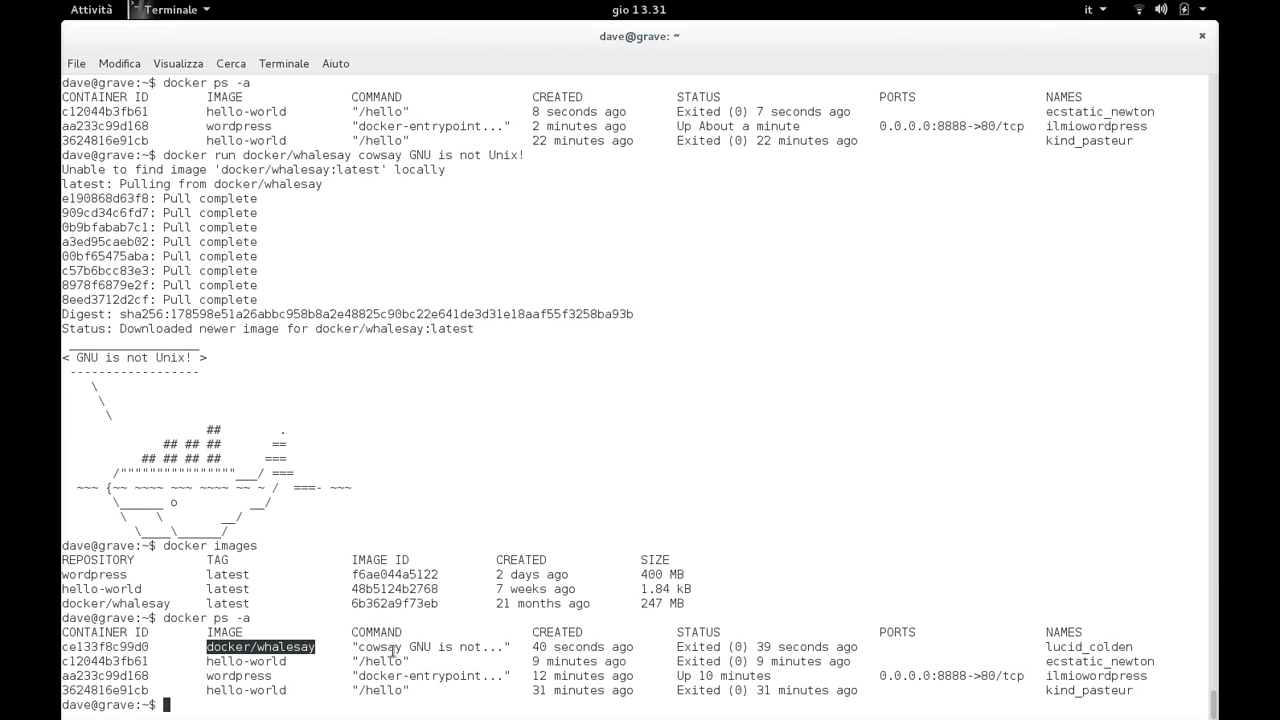 Attività Terminale gio 13.31 it
dave@grave: ~ ×
File Modifica Visualizza Cerca Terminale Aiuto
dave@grave:~$ docker ps -a
CONTAINER ID IMAGE COMMAND CREATED STATUS PORTS NAMES
c12044b3fb61 hello-world "/hello" 8 seconds ago Exited (0) 7 seconds ago ecstatic_newton
aa233c99d168 wordpress "docker-entrypoint..." 2 minutes ago Up About a minute 0.0.0.0:8888->80/tcp ilmiowordpress
3624816e91cb hello-world "/hello" 22 minutes ago Exited (0) 22 minutes ago kind_pasteur
dave@grave:~$ docker run docker/whalesay cowsay GNU is not Unix!
Unable to find image 'docker/whalesay:latest' locally
latest: Pulling from docker/whalesay
e190868d63f8: Pull complete
909cd34c6fd7: Pull complete
0b9bfabab7c1: Pull complete
a3ed95caeb02: Pull complete
00bf65475aba: Pull complete
c57b6bcc83e3: Pull complete
8978f6879e2f: Pull complete
8eed3712d2cf: Pull complete
Digest: sha256:178598e51a26abbc958b8a2e48825c90bc22e641de3d31e18aaf55f3258ba93b
Status: Downloaded newer image for docker/whalesay:latest
 __________________
< GNU is not Unix! >
 ------------------
    \
     \
      \
                    ##         .
              ## ## ##        ==
           ## ## ## ##       ===
       /""""""""""""""""___/ ===
  ~~~ {~~ ~~~~ ~~~ ~~~~ ~~ ~ /  ===- ~~~
       \______ o          __/
        \    \        __/
          \____\______/
dave@grave:~$ docker images
REPOSITORY TAG IMAGE ID CREATED SIZE
wordpress latest f6ae044a5122 2 days ago 400 MB
hello-world latest 48b5124b2768 7 weeks ago 1.84 kB
docker/whalesay latest 6b362a9f73eb 21 months ago 247 MB
dave@grave:~$ docker ps -a
CONTAINER ID IMAGE COMMAND CREATED STATUS PORTS NAMES
ce133f8c99d0 docker/whalesay "cowsay GNU is not..." 40 seconds ago Exited (0) 39 seconds ago lucid_colden
c12044b3fb61 hello-world "/hello" 9 minutes ago Exited (0) 9 minutes ago ecstatic_newton
aa233c99d168 wordpress "docker-entrypoint..." 12 minutes ago Up 10 minutes 0.0.0.0:8888->80/tcp ilmiowordpress
3624816e91cb hello-world "/hello" 31 minutes ago Exited (0) 31 minutes ago kind_pasteur
dave@grave:~$